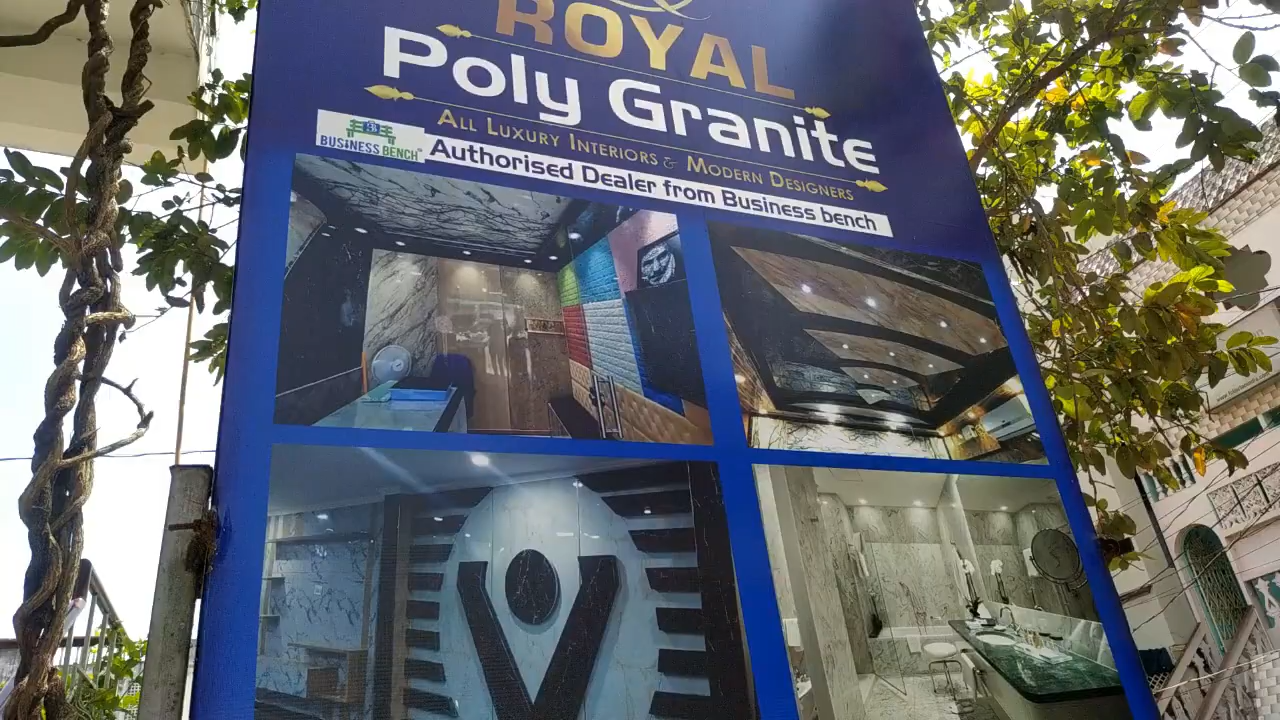 ROYAL
Poly Granite
All Luxury Interiors & Modern Designers
BUSINESS BENCH
Authorised Dealer from Business bench